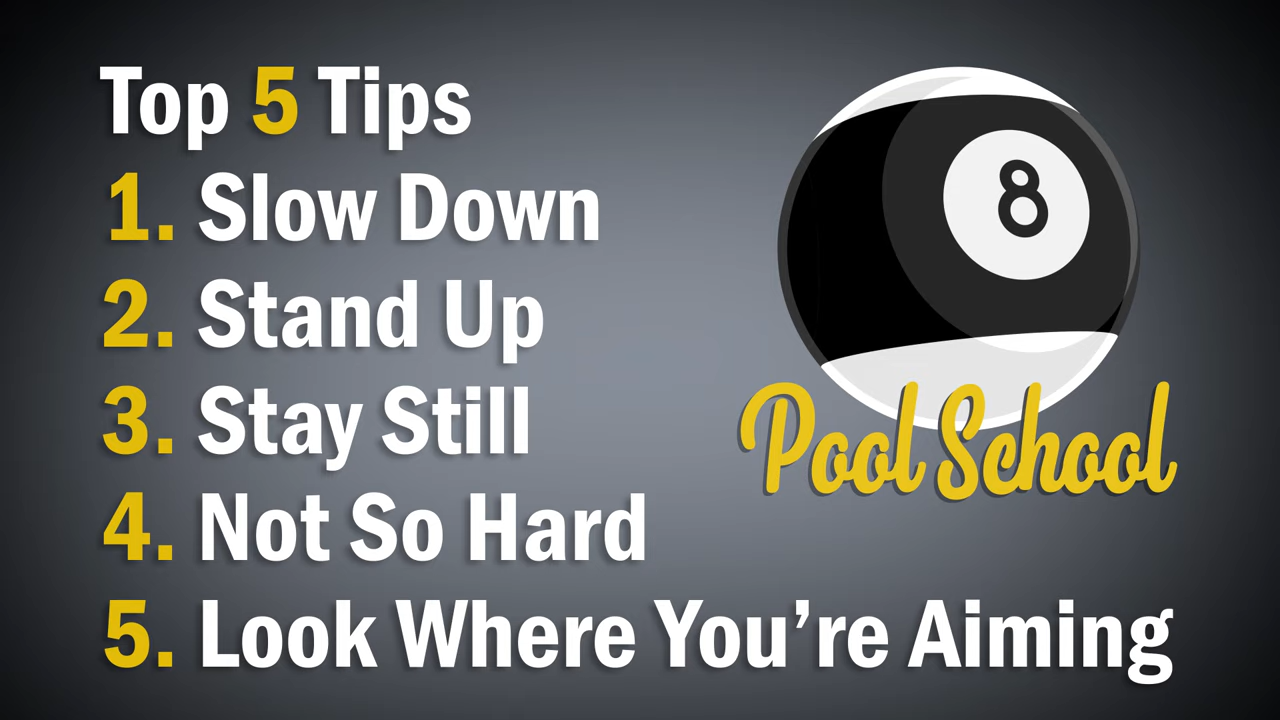 Top 5 Tips
1. Slow Down
2. Stand Up
3. Stay Still
4. Not So Hard
5. Look Where You’re Aiming
8
Pool School